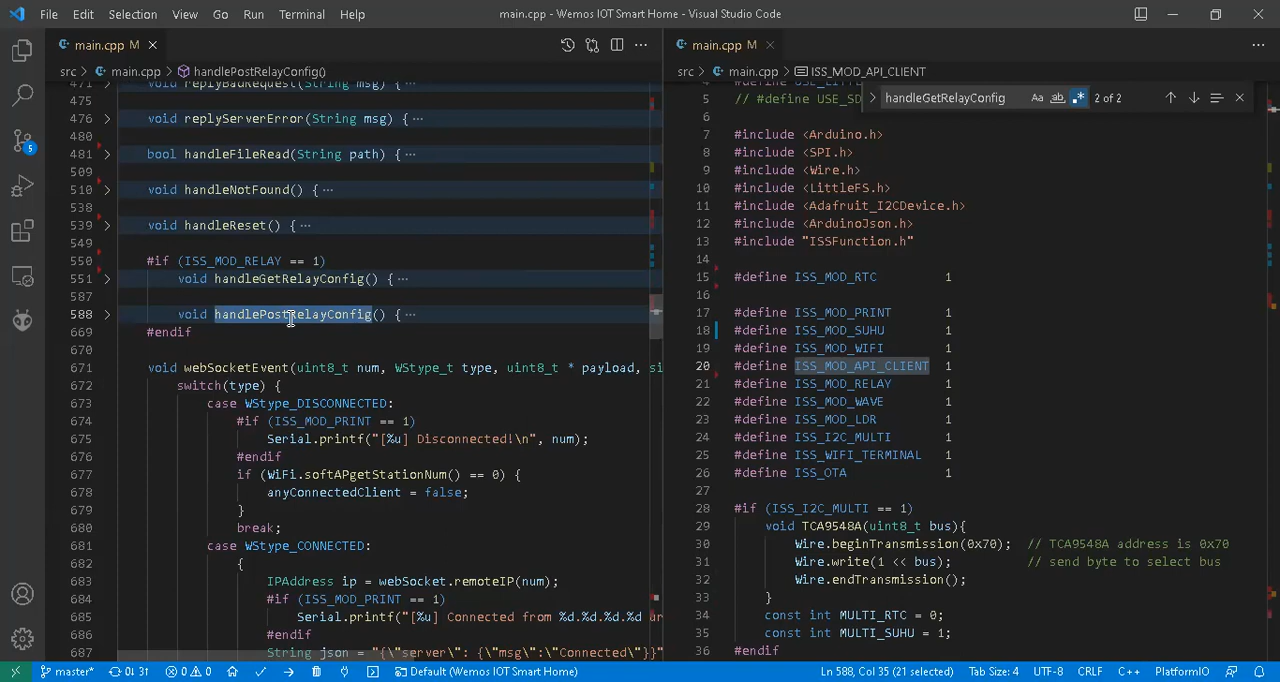 File Edit Selection View Go Run Terminal Help main.cpp - Wemos IOT Smart Home - Visual Studio Code
main.cpp M
src > main.cpp > handlePostRelayConfig()
471 void replyBadRequest(String msg) {
475
476 void replyServerError(String msg) { ···
480
481 bool handleFileRead(String path) { ···
509
510 void handleNotFound() { ···
538
539 void handleReset() { ···
549
550 #if (ISS_MOD_RELAY == 1)
551 void handleGetRelayConfig() { ···
587
588 void handlePostRelayConfig() { ···
669 #endif
670
671 void webSocketEvent(uint8_t num, WStype_t type, uint8_t * payload, si
672 switch(type) {
673 case WStype_DISCONNECTED:
674 #if (ISS_MOD_PRINT == 1)
675 Serial.printf("[%u] Disconnected!\n", num);
676 #endif
677 if (WiFi.softAPgetStationNum() == 0) {
678 anyConnectedClient = false;
679 }
680 break;
681 case WStype_CONNECTED:
682 {
683 IPAddress ip = webSocket.remoteIP(num);
684 #if (ISS_MOD_PRINT == 1)
685 Serial.printf("[%u] Connected from %d.%d.%d.%d ur
686 #endif
687 String json = "{\"server\": {\"msg\":\"Connected\"}}"
main.cpp M
src > main.cpp > ISS_MOD_API_CLIENT
handleGetRelayConfig Aa ab .* 2 of 2
5 // #define USE_SD
6
7 #include <Arduino.h>
8 #include <SPI.h>
9 #include <Wire.h>
10 #include <LittleFS.h>
11 #include <Adafruit_I2CDevice.h>
12 #include <ArduinoJson.h>
13 #include "ISSFunction.h"
15 #define ISS_MOD_RTC 1
16
17 #define ISS_MOD_PRINT 1
18 #define ISS_MOD_SUHU 1
19 #define ISS_MOD_WIFI 1
20 #define ISS_MOD_API_CLIENT 1
21 #define ISS_MOD_RELAY 1
22 #define ISS_MOD_WAVE 1
23 #define ISS_MOD_LDR 1
24 #define ISS_I2C_MULTI 1
25 #define ISS_WIFI_TERMINAL 1
26 #define ISS_OTA 1
27
28 #if (ISS_I2C_MULTI == 1)
29 void TCA9548A(uint8_t bus){
30 Wire.beginTransmission(0x70); // TCA9548A address is 0x70
31 Wire.write(1 << bus); // send byte to select bus
32 Wire.endTransmission();
33 }
34 const int MULTI_RTC = 0;
35 const int MULTI_SUHU = 1;
36 #endif
5
master* 0↓ 3↑ 0 0 Default (Wemos IOT Smart Home) Ln 588, Col 35 (21 selected) Tab Size: 4 UTF-8 CRLF C++ PlatformIO